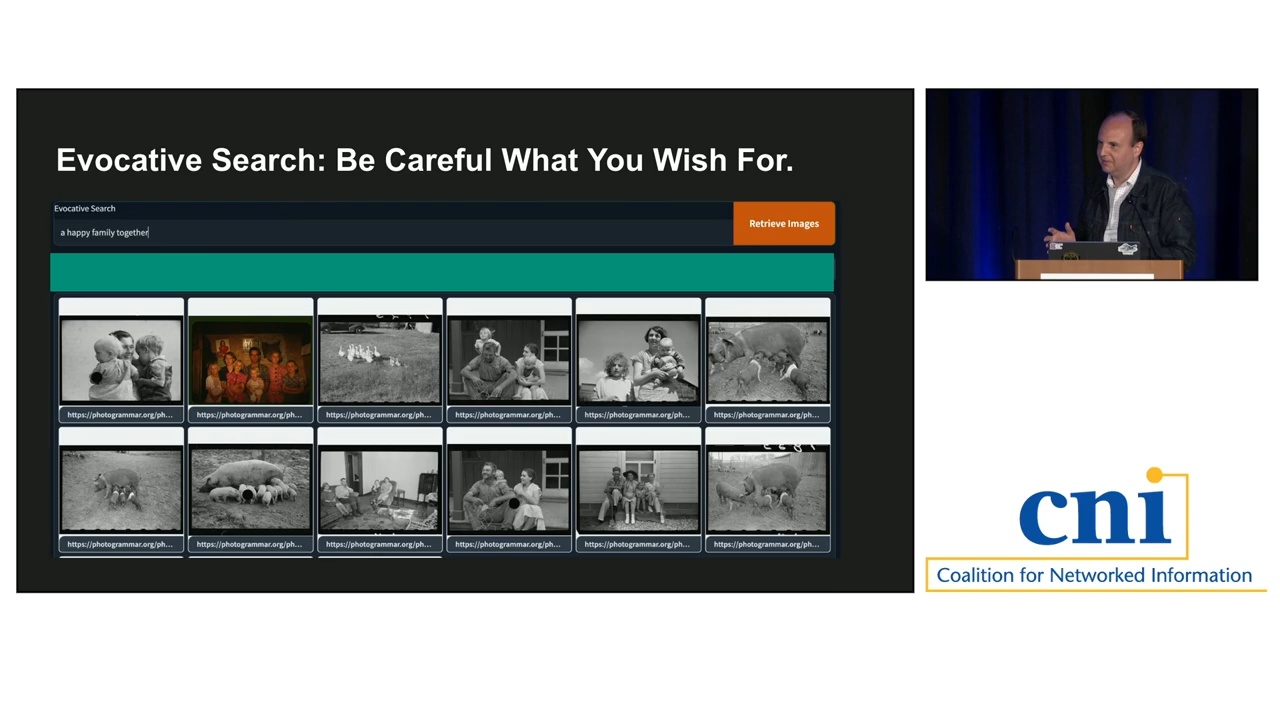 Evocative Search: Be Careful What You Wish For.
Evocative Search
a happy family together
Retrieve Images
https://photogrammar.org/ph...
https://photogrammar.org/ph...
https://photogrammar.org/ph...
https://photogrammar.org/ph...
https://photogrammar.org/ph...
https://photogrammar.org/ph...
https://photogrammar.org/ph...
https://photogrammar.org/ph...
https://photogrammar.org/ph...
https://photogrammar.org/ph...
https://photogrammar.org/ph...
https://photogrammar.org/ph...
cni
Coalition for Networked Information